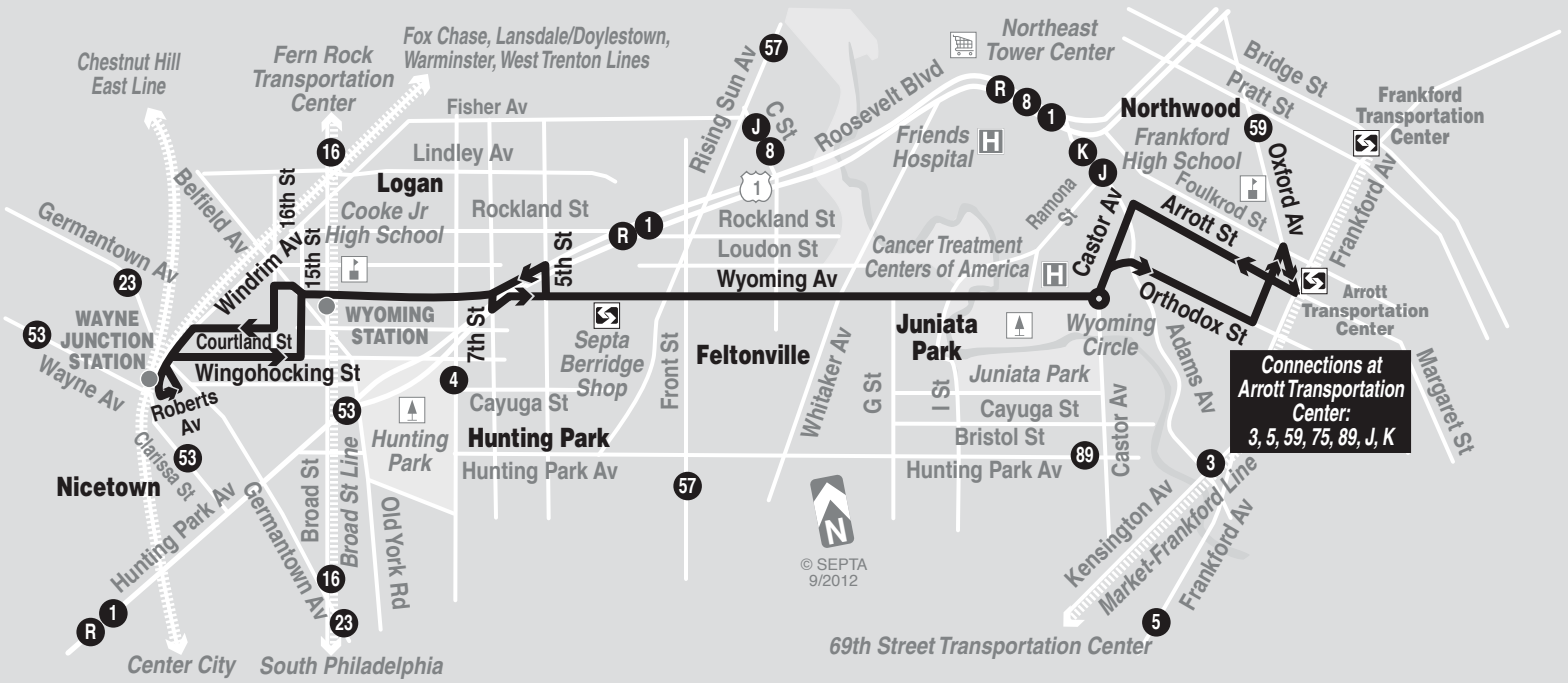 Chestnut Hill
East Line
Fern Rock
Transportation
Center
Fox Chase, Lansdale/Doylestown,
Warminster, West Trenton Lines
57
Rising Sun Av
C St
J
8
Roosevelt Blvd
Northeast
Tower Center
R
8
1
Northwood
Bridge St
Pratt St
Frankford
Transportation
Center
59
Oxford Av
Frankford
High School
Foulkrod St
Friends
Hospital
H
K
J
Fisher Av
16
Lindley Av
Logan
Belfield Av
16th St
15th St
Cooke Jr
High School
Rockland St
R
1
1
Rockland St
Loudon St
Wyoming Av
5th St
Cancer Treatment
Centers of America
H
Ramona
St
Castor Av
Arrott St
Orthodox St
Frankford Av
Arrott
Transportation
Center
Germantown Av
23
Windrim Av
53
WAYNE
JUNCTION
STATION
Wayne Av
Courtland St
Wingohocking St
Roberts
Av
WYOMING
STATION
7th St
4
Septa
Berridge
Shop
Front St
Feltonville
Whitaker Av
G St
I St
Juniata
Park
Wyoming
Circle
Juniata Park
Cayuga St
Bristol St
Hunting Park Av
89
Castor Av
Adams Av
Connections at
Arrott Transportation
Center:
3, 5, 59, 75, 89, J, K
Margaret St
53
Hunting
Park
Cayuga St
Hunting Park
Hunting Park Av
57
Clarissa St
53
Nicetown
Hunting Park Av
Germantown Av
Broad St
Broad St Line
Old York Rd
16
23
1
R
Center City
South Philadelphia
N
© SEPTA
9/2012
3
Kensington Av
Market-Frankford Line
Frankford Av
5
69th Street Transportation Center